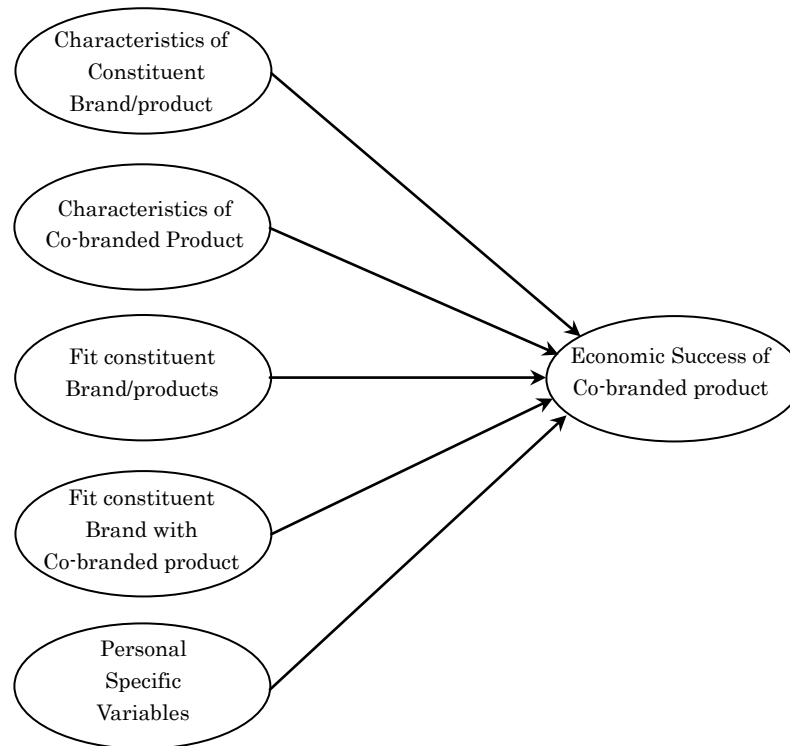 Characteristics of
Constituent
Brand/product
Characteristics of
Co-branded Product
Fit constituent
Brand/products
Economic Success of
Co-branded product
Fit constituent
Brand with
Co-branded product
Personal
Specific
Variables